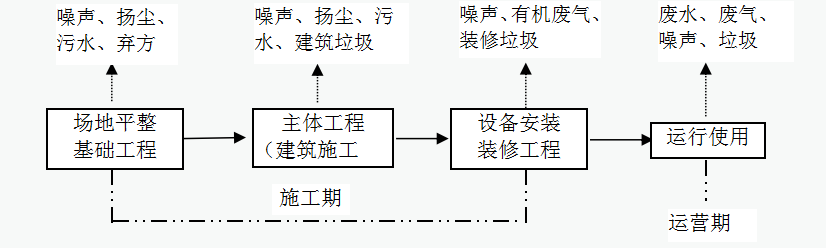 噪声、扬尘、
污水、弃方
噪声、扬尘、污
水、建筑垃圾
噪声、有机废气、
装修垃圾
废水、废气、
噪声、垃圾
场地平整
基础工程
主体工程
（建筑施工
设备安装
装修工程
运行使用
施工期
运营期